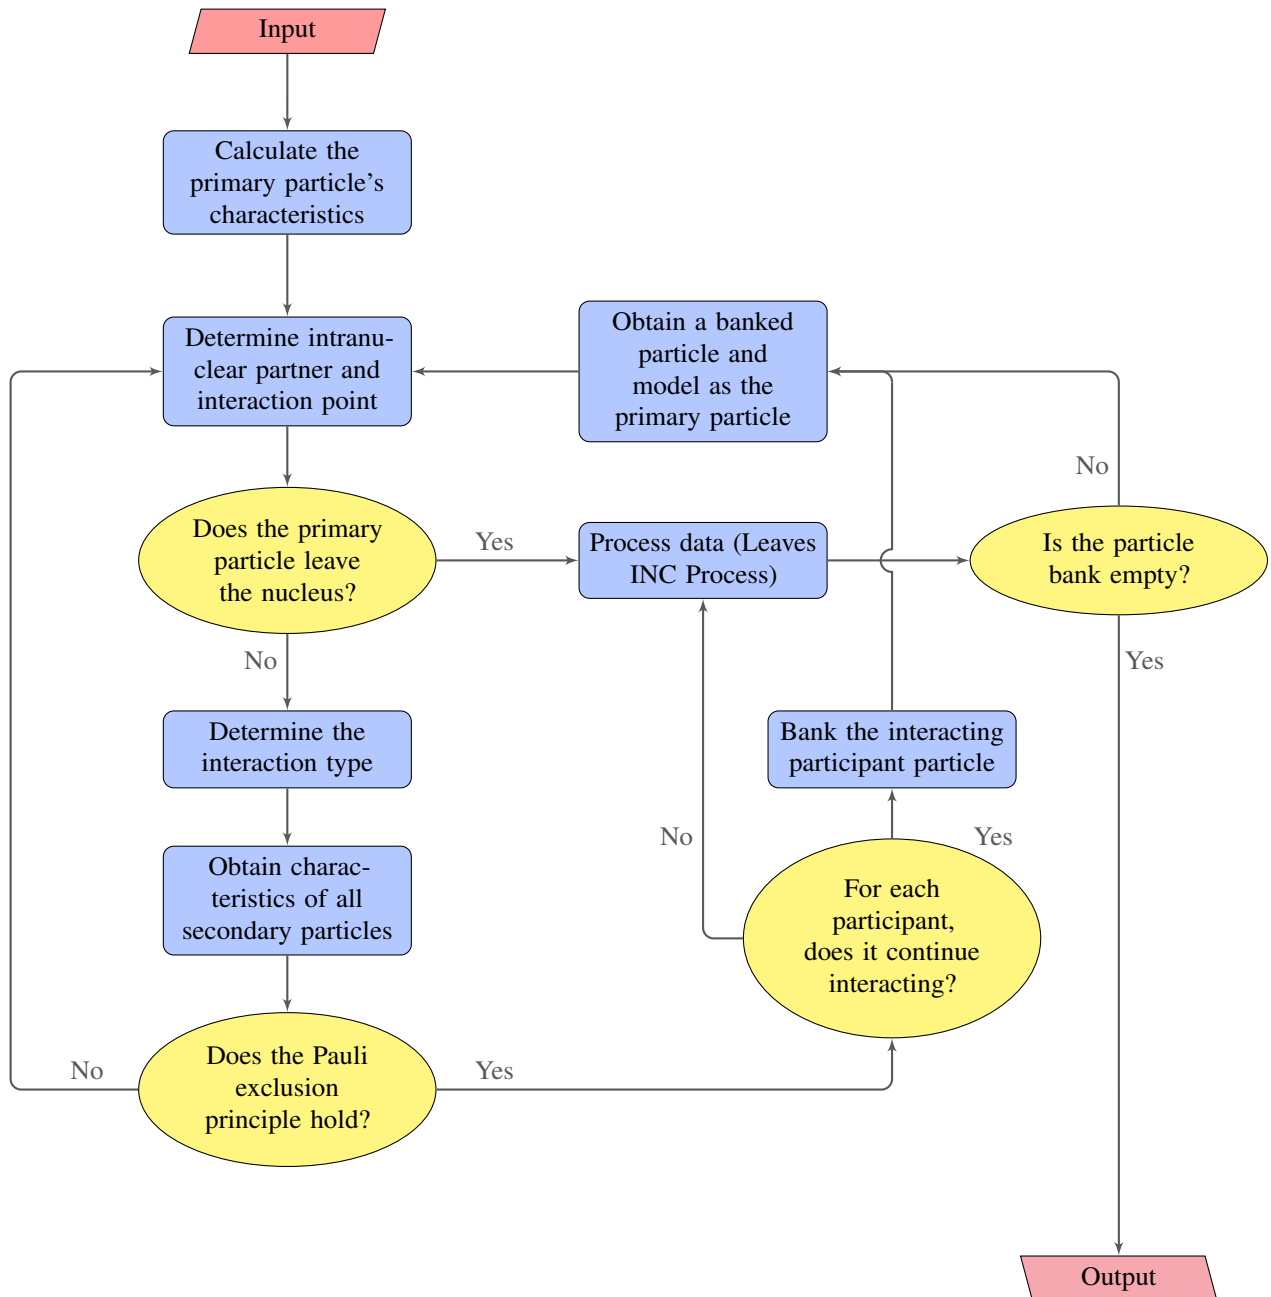 Input
Calculate the
primary particle's
characteristics
Determine intranu-
clear partner and
interaction point
Obtain a banked
particle and
model as the
primary particle
No
Does the primary
particle leave
the nucleus?
Yes
Process data (Leaves
INC Process)
Is the particle
bank empty?
No
Yes
Determine the
interaction type
Bank the interacting
participant particle
No
Yes
Obtain charac-
teristics of all
secondary particles
For each
participant,
does it continue
interacting?
No
Does the Pauli
exclusion
principle hold?
Yes
Output